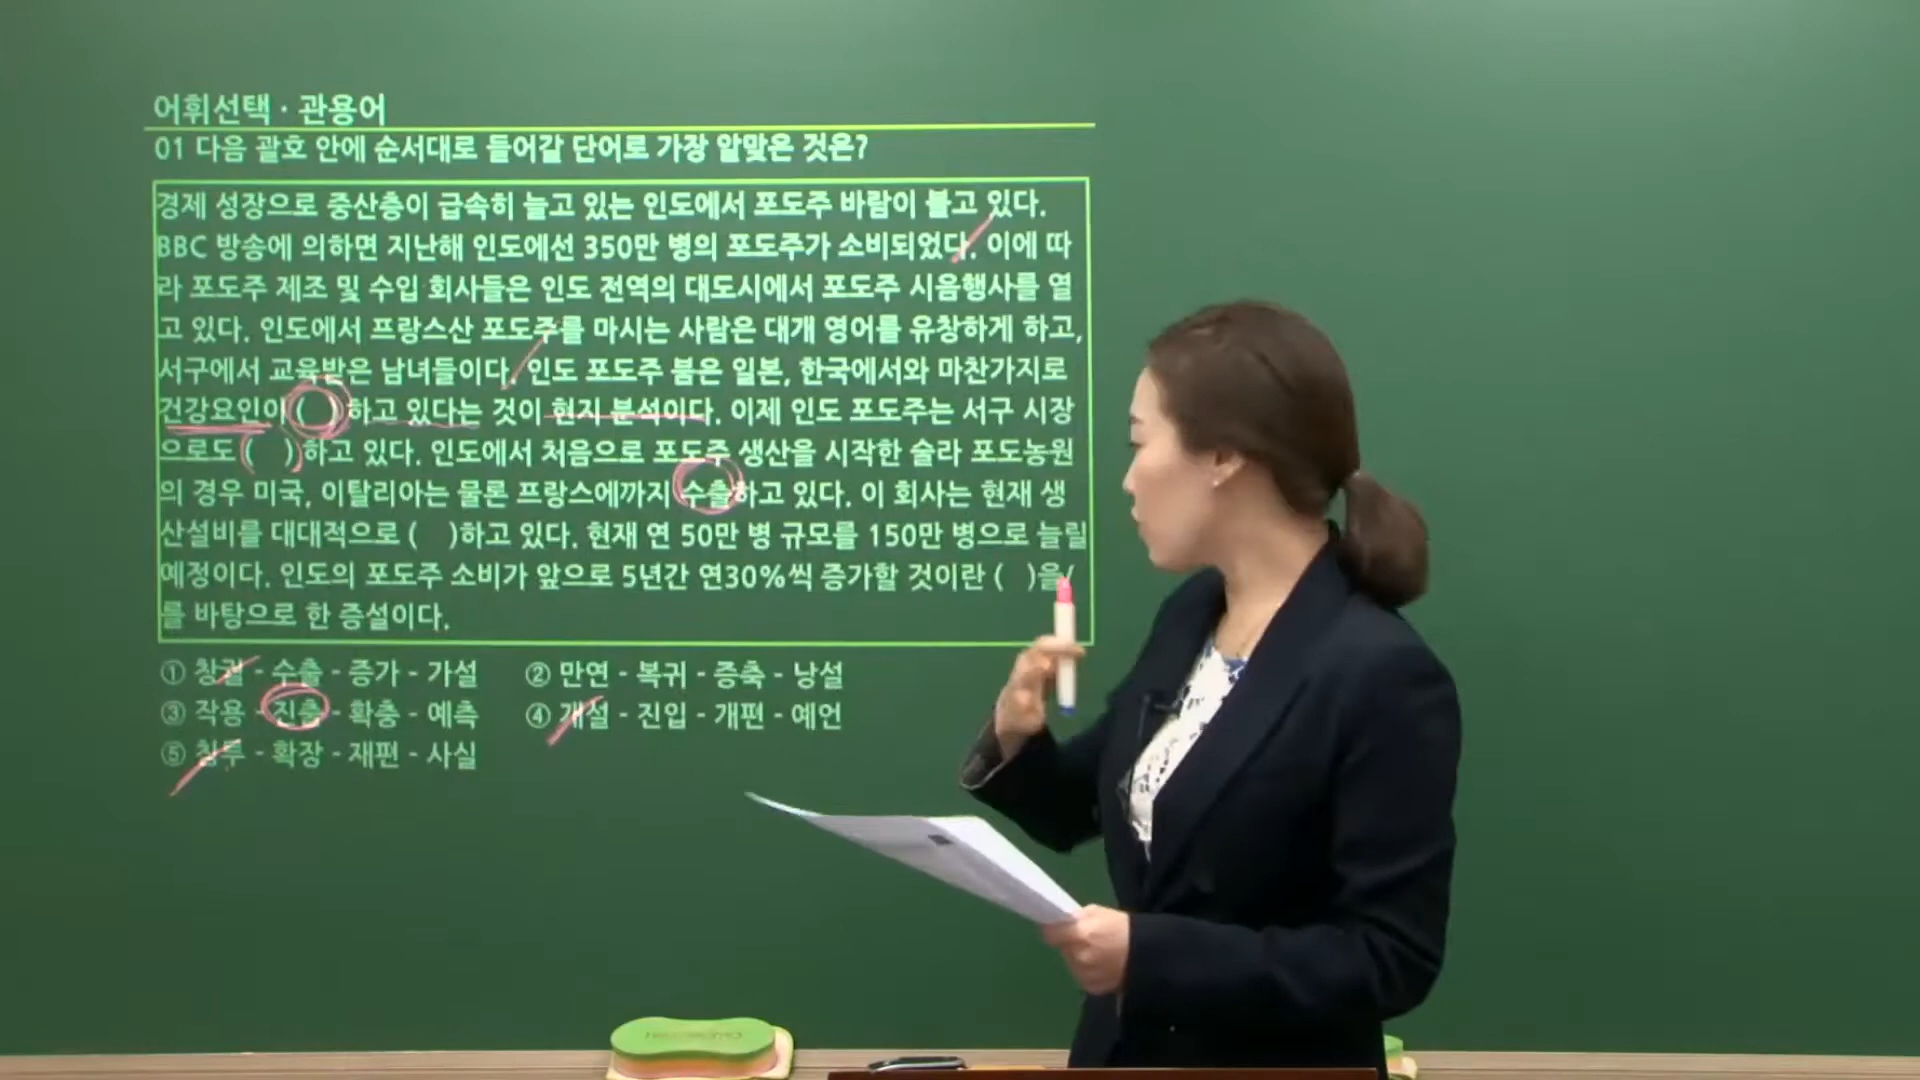 어휘선택 · 관용어
01 다음 괄호 안에 순서대로 들어갈 단어로 가장 알맞은 것은?
경제 성장으로 중산층이 급속히 늘고 있는 인도에서 포도주 바람이 불고 있다.
BBC 방송에 의하면 지난해 인도에선 350만 병의 포도주가 소비되었다. 이에 따
라 포도주 제조 및 수입 회사들은 인도 전역의 대도시에서 포도주 시음행사를 열
고 있다. 인도에서 프랑스산 포도주를 마시는 사람은 대개 영어를 유창하게 하고,
서구에서 교육받은 남녀들이다. 인도 포도주 붐은 일본, 한국에서와 마찬가지로
건강요인이 (   )하고 있다는 것이 현지 분석이다. 이제 인도 포도주는 서구 시장
으로도 (   )하고 있다. 인도에서 처음으로 포도주 생산을 시작한 술라 포도농원
의 경우 미국, 이탈리아는 물론 프랑스에까지 수출하고 있다. 이 회사는 현재 생
산설비를 대대적으로 (   )하고 있다. 현재 연 50만 병 규모를 150만 병으로 늘릴
예정이다. 인도의 포도주 소비가 앞으로 5년간 연30%씩 증가할 것이란 (   )을/
를 바탕으로 한 증설이다.
① 창궐 - 수출 - 증가 - 가설 ② 만연 - 복귀 - 증축 - 낭설
③ 작용 - 진출 - 확충 - 예측 ④ 개설 - 진입 - 개편 - 예언
⑤ 침투 - 확장 - 재편 - 사실